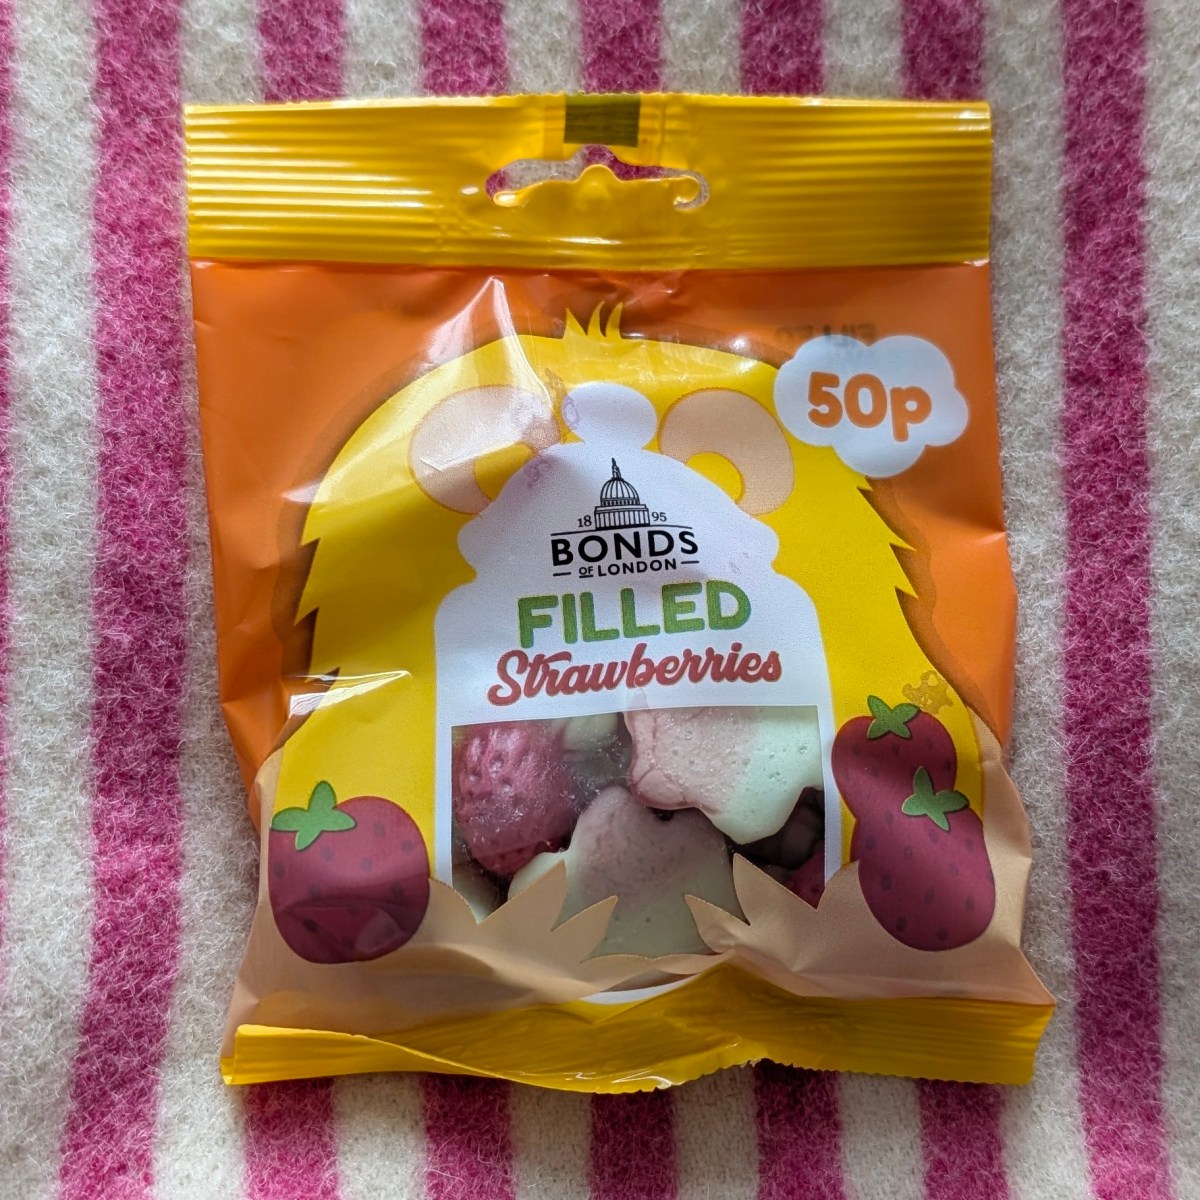 50p
18 95
BONDS
OF LONDON
FILLED
Strawberries